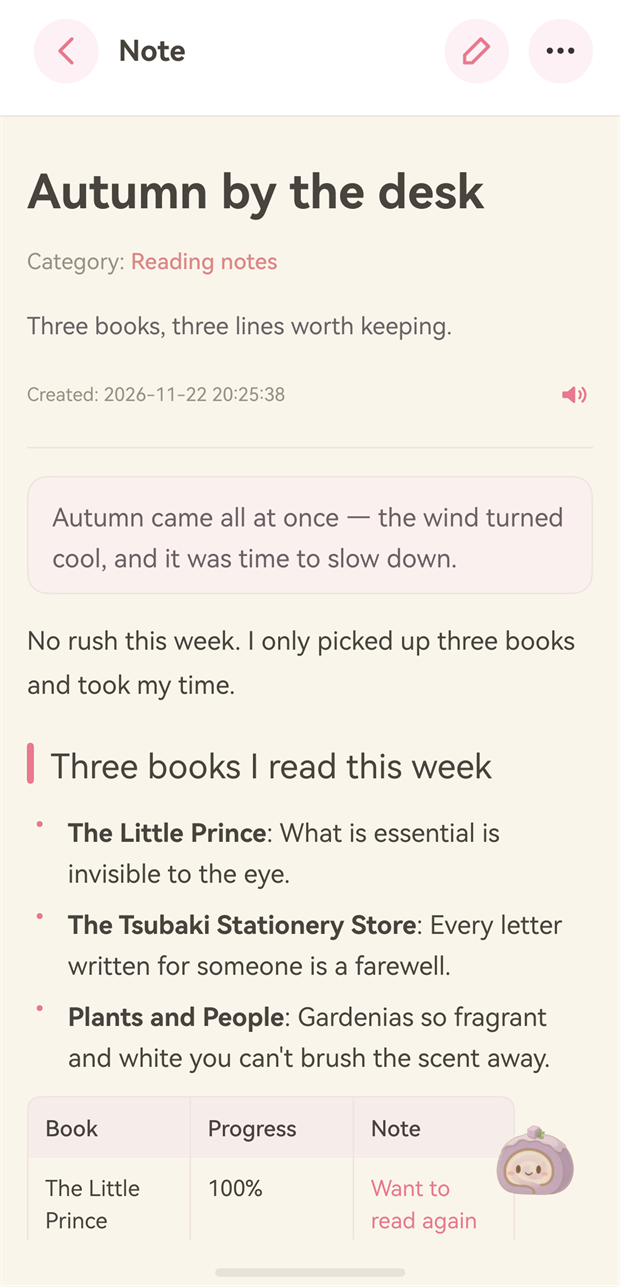 Note
Autumn by the desk
Category: Reading notes
Three books, three lines worth keeping.
Created: 2026-11-22 20:25:38
Autumn came all at once — the wind turned
cool, and it was time to slow down.
No rush this week. I only picked up three books
and took my time.
Three books I read this week
• The Little Prince: What is essential is
invisible to the eye.
• The Tsubaki Stationery Store: Every letter
written for someone is a farewell.
• Plants and People: Gardenias so fragrant
and white you can't brush the scent away.
Book Progress Note
The Little 100% Want to
Prince read again